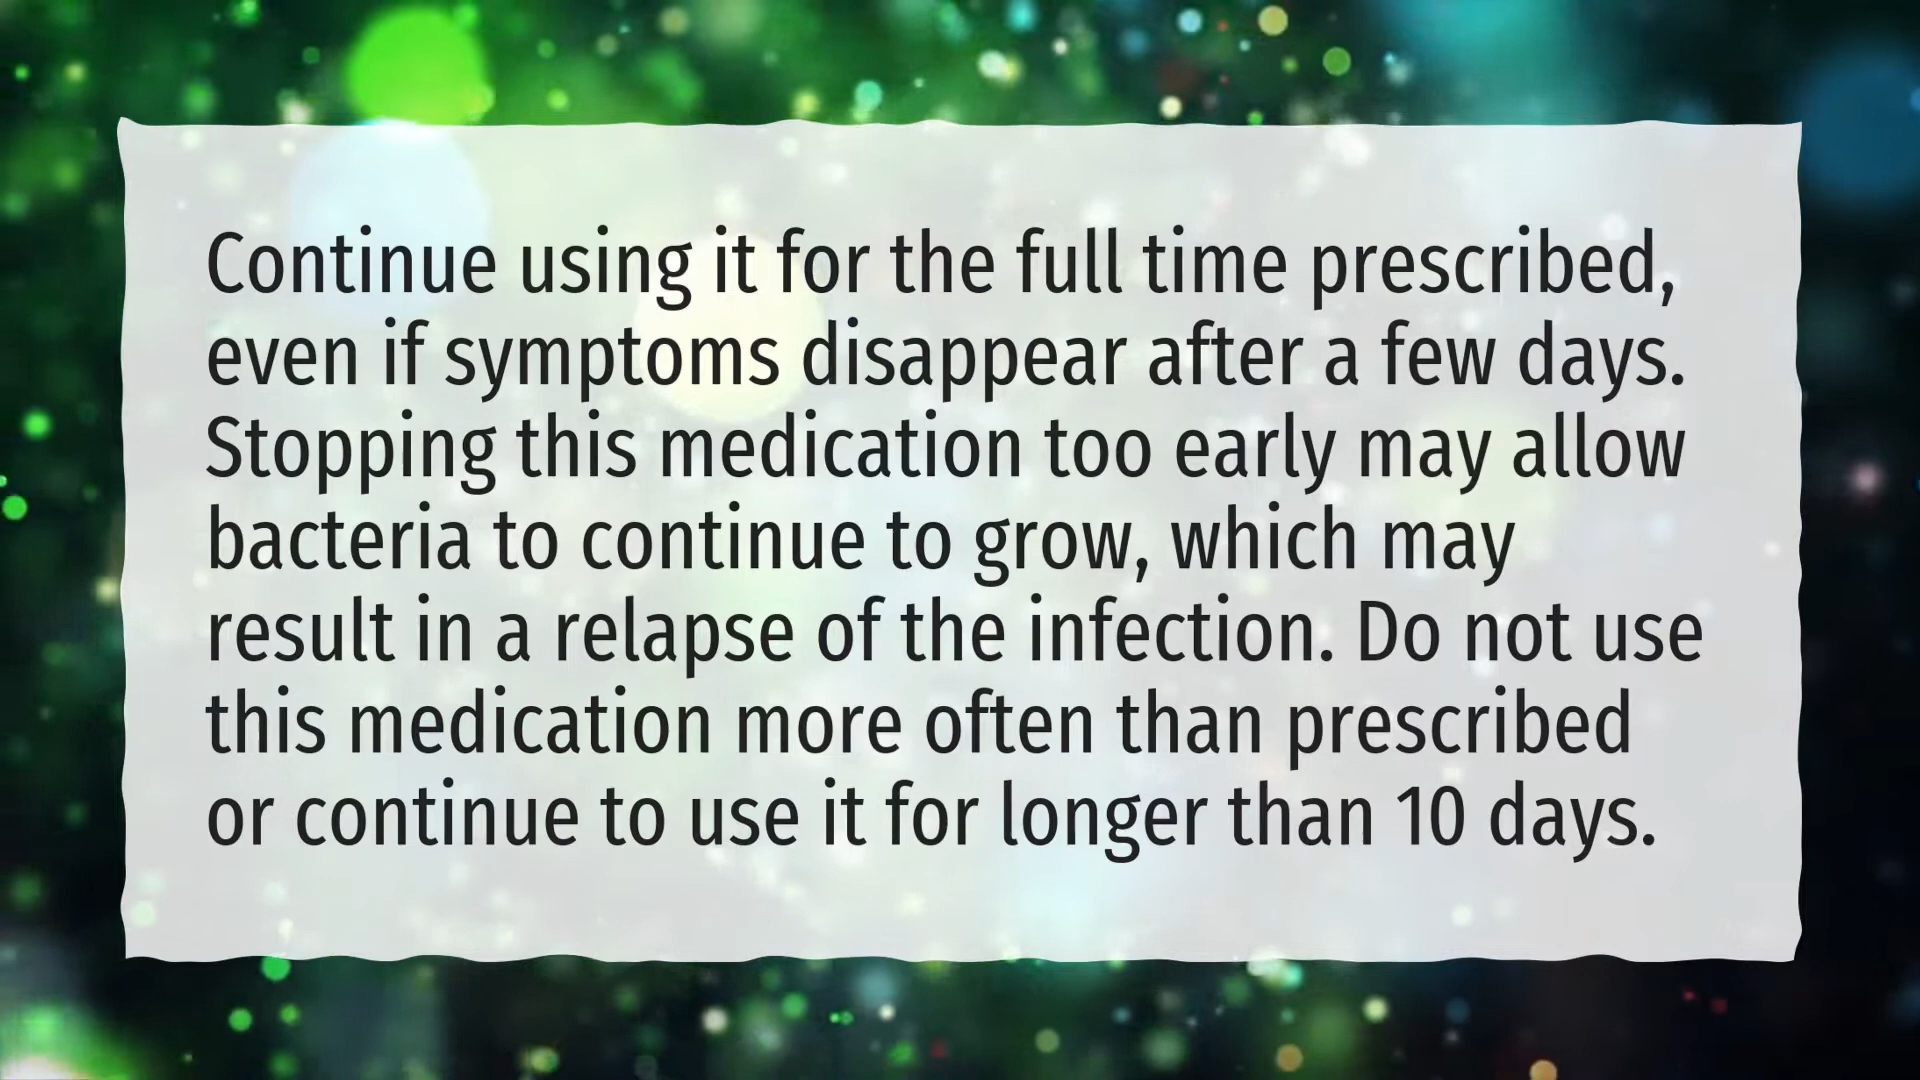 Continue using it for the full time prescribed,
even if symptoms disappear after a few days.
Stopping this medication too early may allow
bacteria to continue to grow, which may
result in a relapse of the infection. Do not use
this medication more often than prescribed
or continue to use it for longer than 10 days.